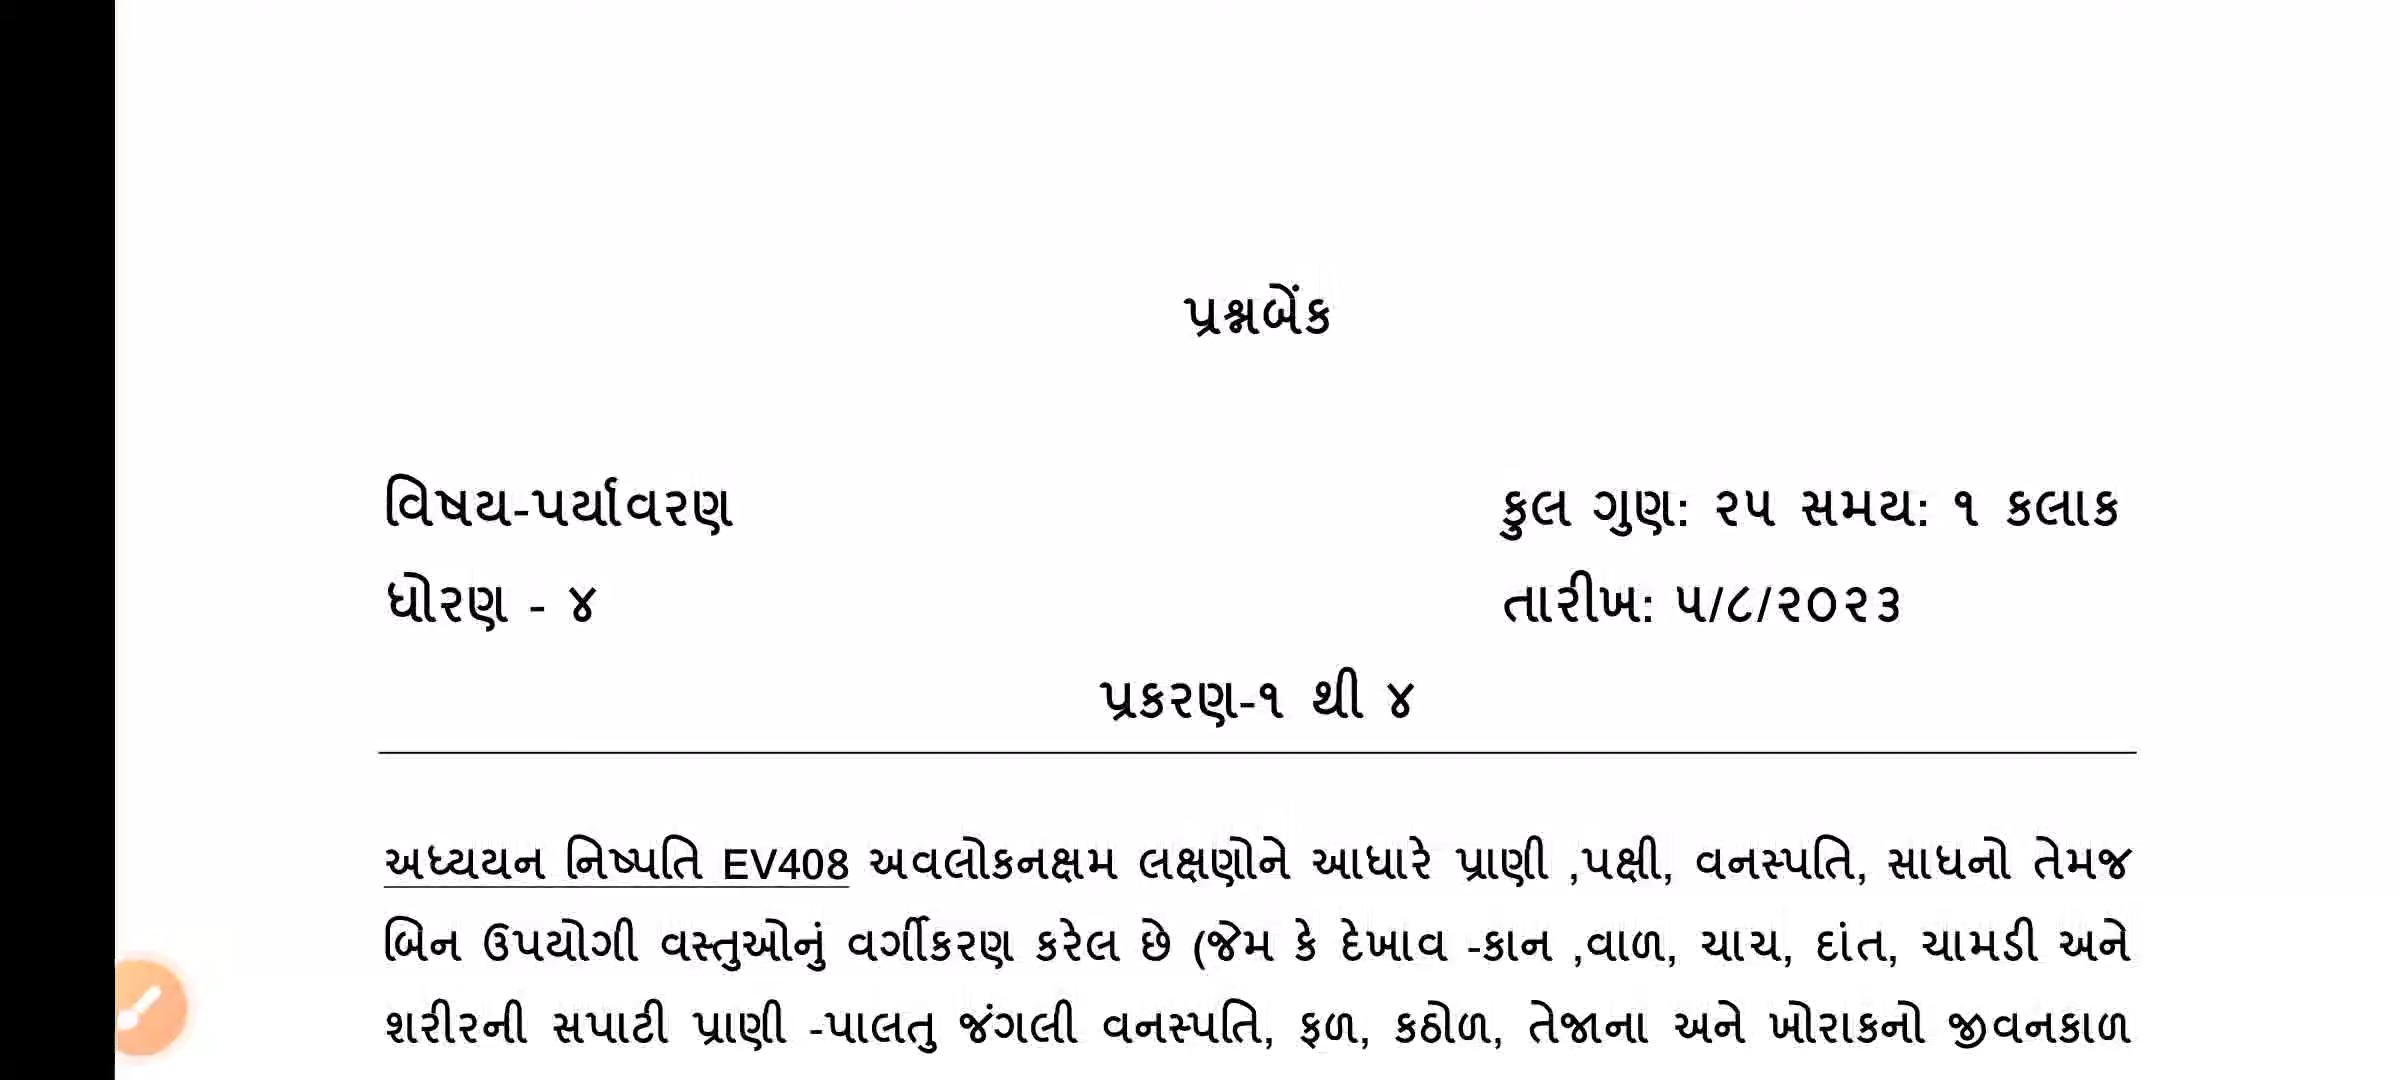 પ્રશ્નબેંક
વિષય-પર્યાવરણ કુલ ગુણ: ૨૫ સમય: ૧ કલાક
ધોરણ - ૪ તારીખ: ૫/૮/૨૦૨૩
પ્રકરણ-૧ થી ૪
અધ્યયન નિષ્પતિ EV408 અવલોકનક્ષમ લક્ષણોને આધારે પ્રાણી ,પક્ષી, વનસ્પતિ, સાધનો તેમજ
બિન ઉપયોગી વસ્તુઓનું વર્ગીકરણ કરેલ છે (જેમ કે દેખાવ -કાન ,વાળ, ચાચ, દાંત, ચામડી અને
શરીરની સપાટી પ્રાણી -પાલતુ જંગલી વનસ્પતિ, ફળ, કઠોળ, તેજાના અને ખોરાકનો જીવનકાળ